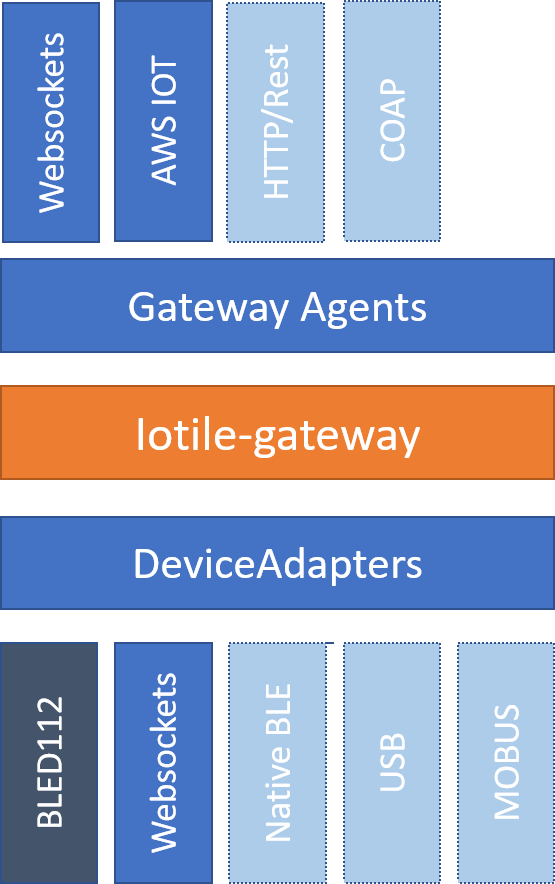 Websockets
AWS IOT
HTTP/Rest
COAP
Gateway Agents
Iotile-gateway
DeviceAdapters
BLED112
Websockets
Native BLE
USB
MOBUS